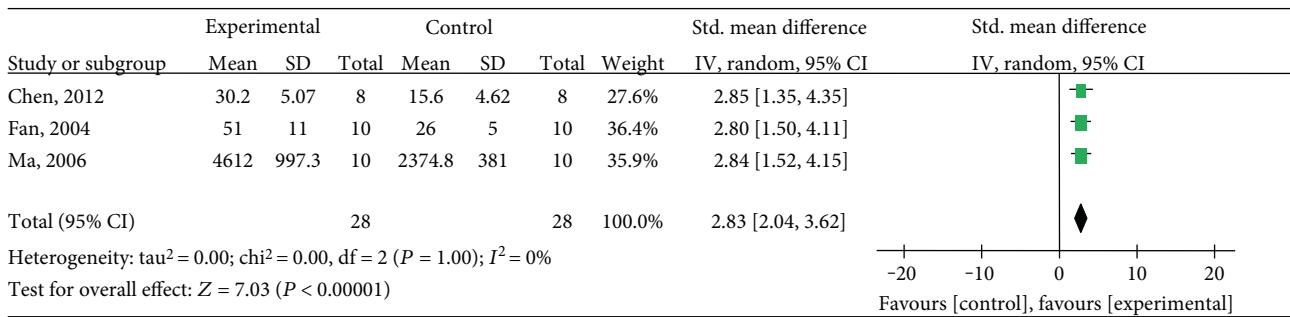 Experimental Control Std. mean difference Std. mean difference
Study or subgroup Mean SD Total Mean SD Total Weight IV, random, 95% CI IV, random, 95% CI
Chen, 2012 30.2 5.07 8 15.6 4.62 8 27.6% 2.85 [1.35, 4.35]
Fan, 2004 51 11 10 26 5 10 36.4% 2.80 [1.50, 4.11]
Ma, 2006 4612 997.3 10 2374.8 381 10 35.9% 2.84 [1.52, 4.15]
Total (95% CI) 28 28 100.0% 2.83 [2.04, 3.62]
Heterogeneity: tau² = 0.00; chi² = 0.00, df = 2 (P = 1.00); I² = 0%
Test for overall effect: Z = 7.03 (P < 0.00001)
−20 −10 0 10 20
Favours [control], favours [experimental]